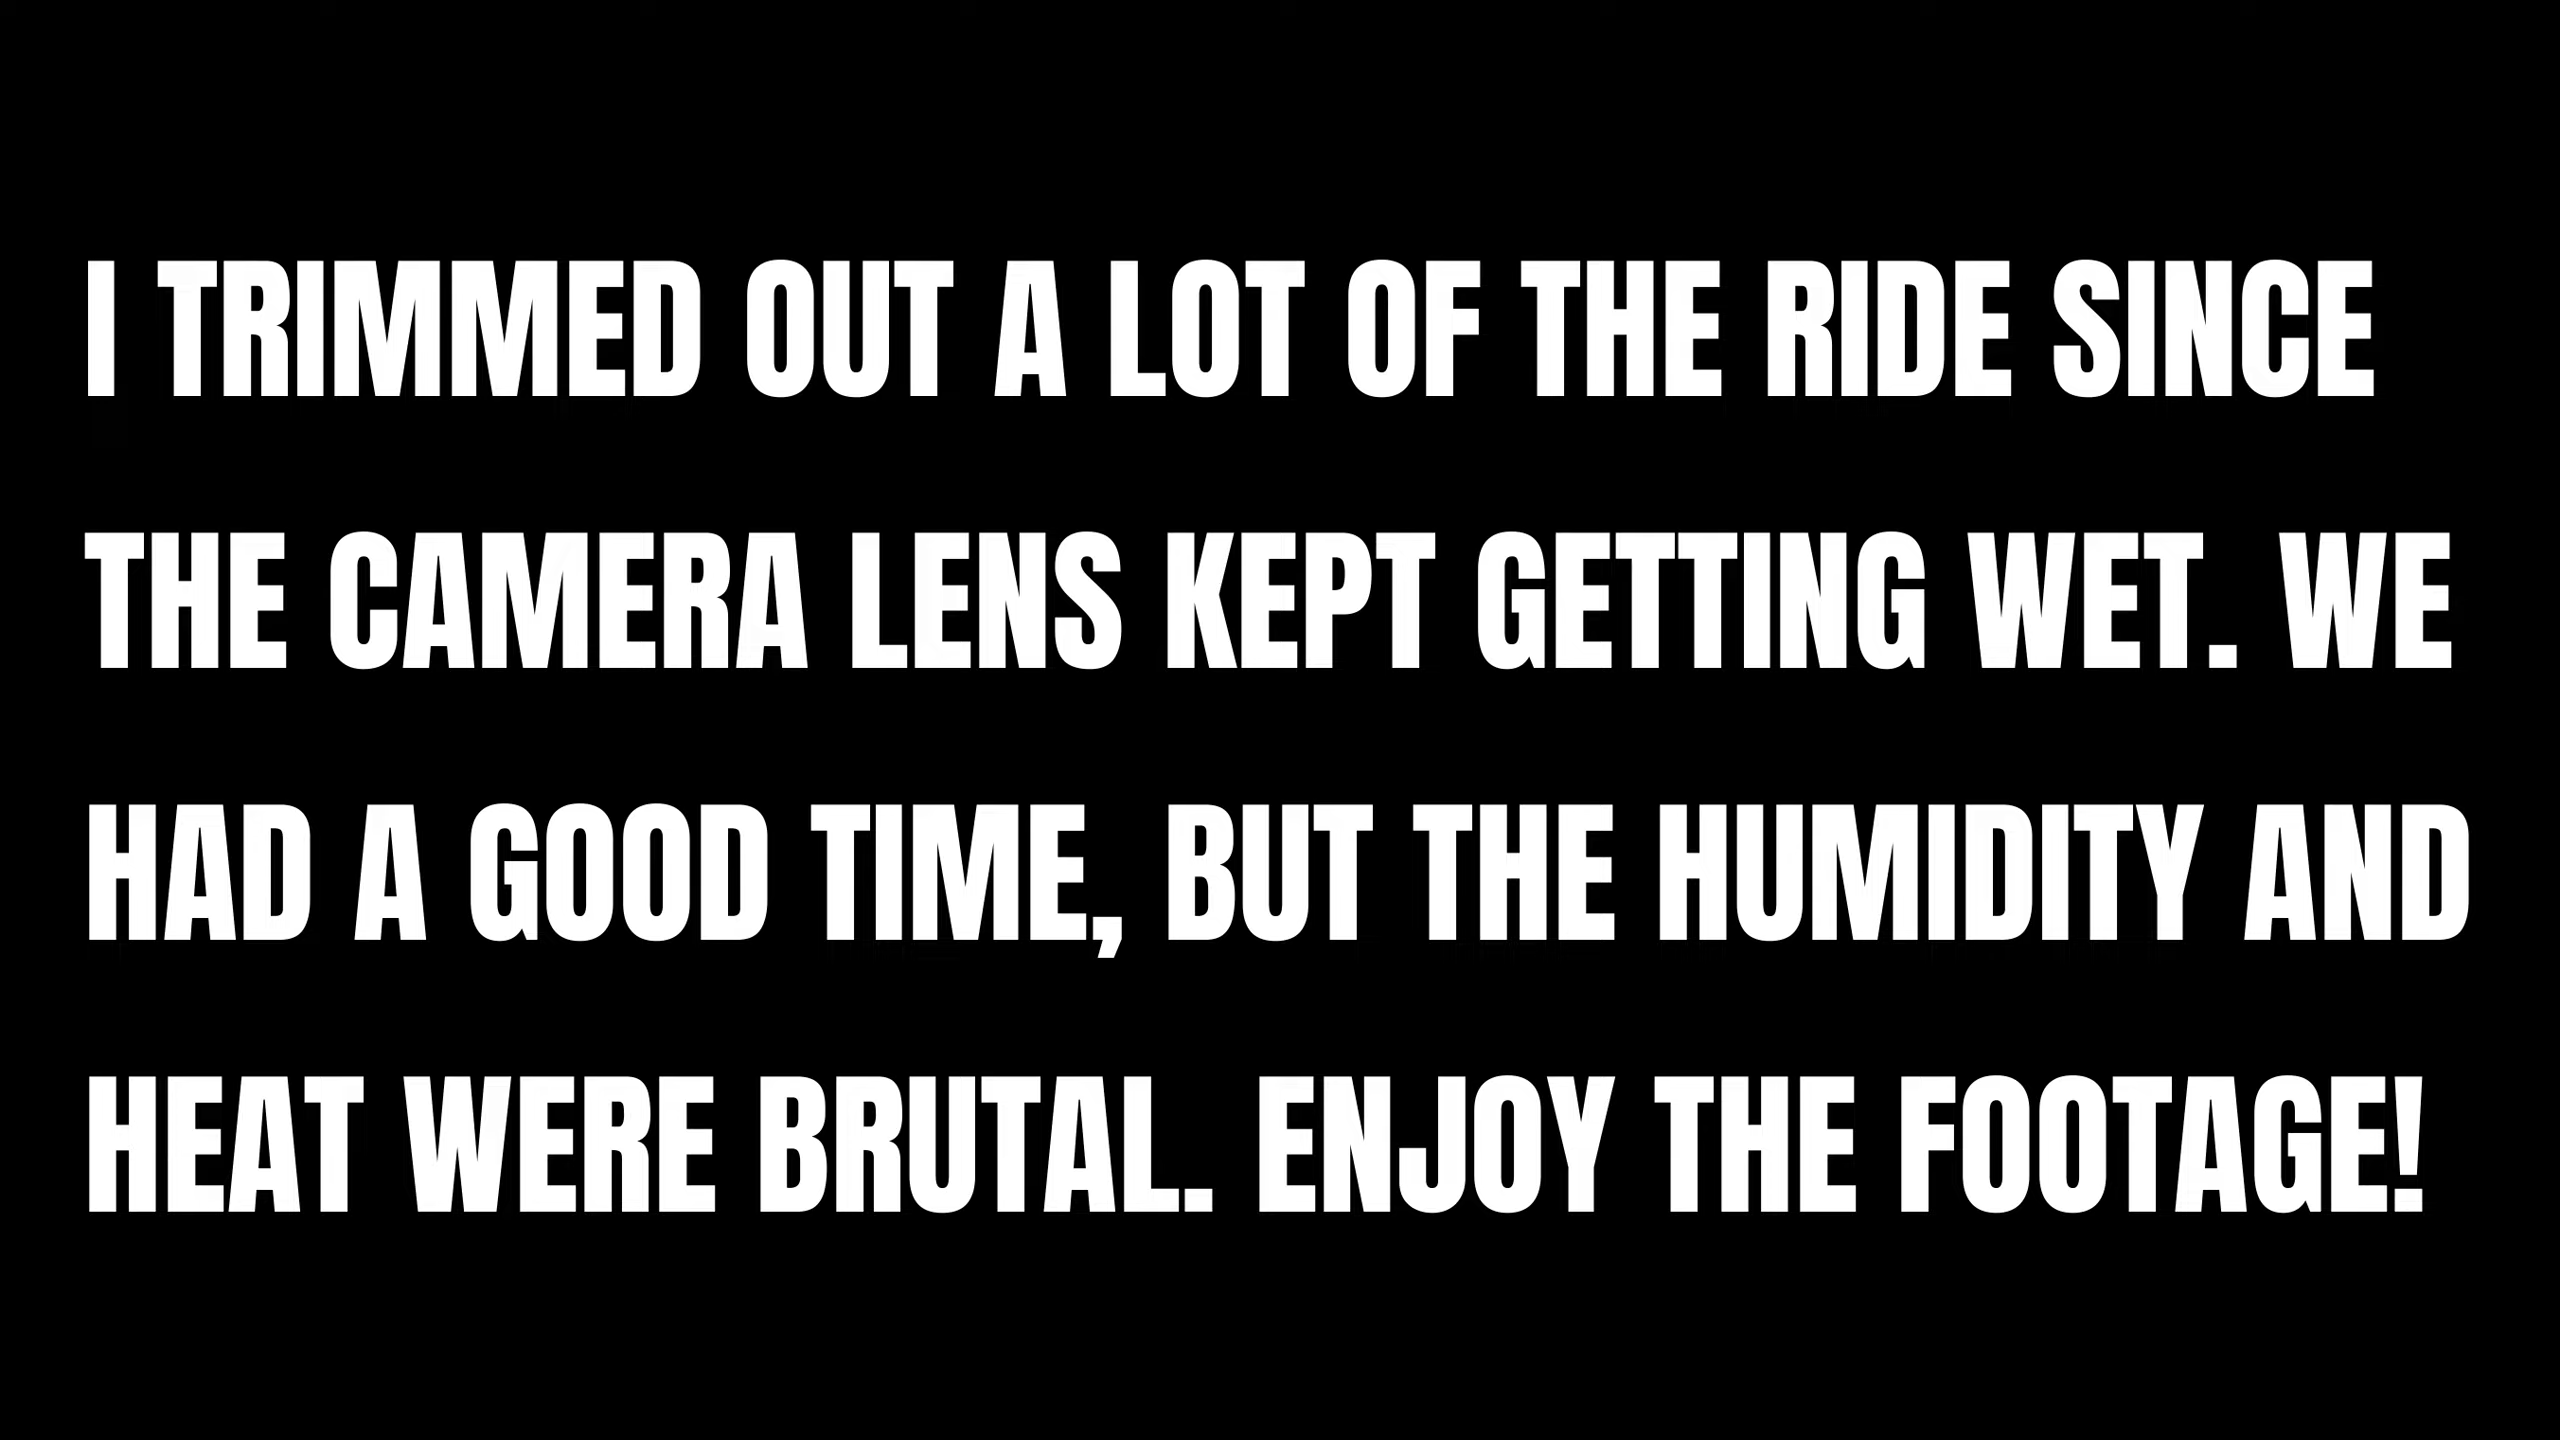 I TRIMMED OUT A LOT OF THE RIDE SINCE
THE CAMERA LENS KEPT GETTING WET. WE
HAD A GOOD TIME, BUT THE HUMIDITY AND
HEAT WERE BRUTAL. ENJOY THE FOOTAGE!